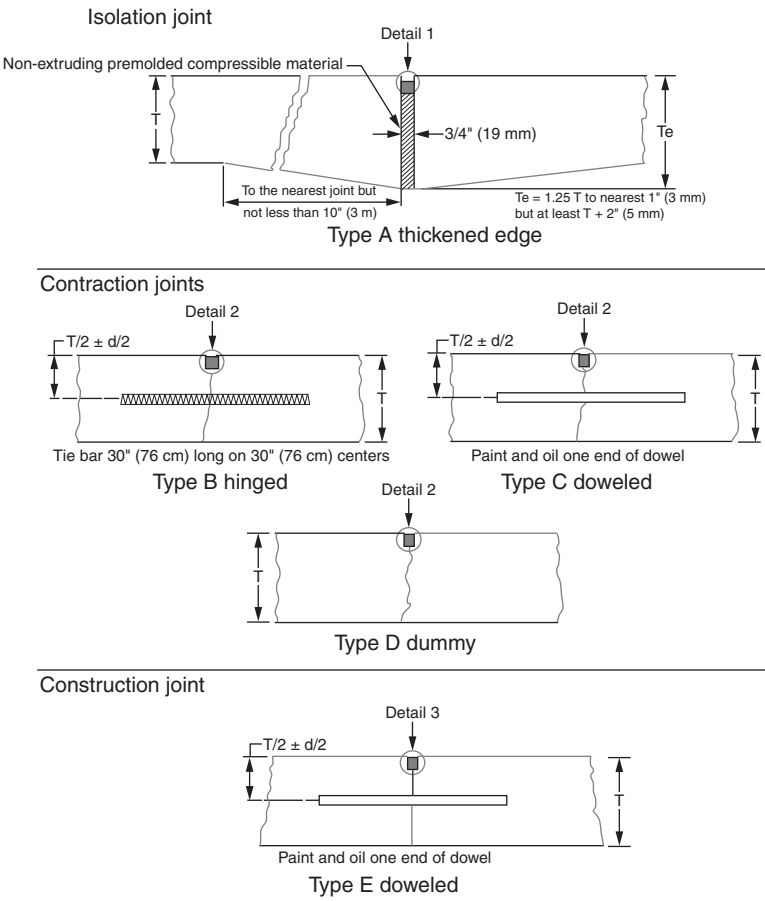 Isolation joint
Detail 1
Non-extruding premolded compressible material
T
3/4" (19 mm)
Te
To the nearest joint but
not less than 10" (3 m)
Te = 1.25 T to nearest 1" (3 mm)
but at least T + 2" (5 mm)
Type A thickened edge
Contraction joints
Detail 2
T/2 ± d/2
T
Tie bar 30" (76 cm) long on 30" (76 cm) centers
Type B hinged
Detail 2
T/2 ± d/2
T
Paint and oil one end of dowel
Type C doweled
Detail 2
T
Type D dummy
Construction joint
Detail 3
T/2 ± d/2
T
Paint and oil one end of dowel
Type E doweled